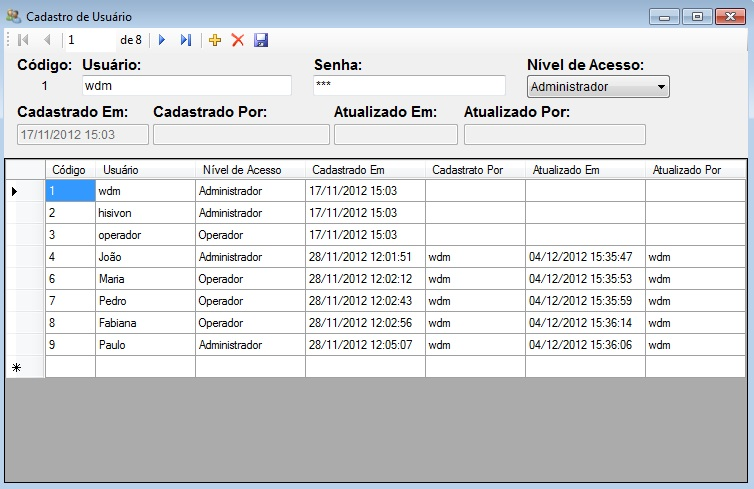 Cadastro de Usuário
1 de 8
Código: Usuário: Senha: Nível de Acesso:
1 wdm *** Administrador
Cadastrado Em: Cadastrado Por: Atualizado Em: Atualizado Por:
17/11/2012 15:03
Código Usuário Nível de Acesso Cadastrado Em Cadastrato Por Atualizado Em Atualizado Por
1 wdm Administrador 17/11/2012 15:03
2 hisivon Administrador 17/11/2012 15:03
3 operador Operador 17/11/2012 15:03
4 João Administrador 28/11/2012 12:01:51 wdm 04/12/2012 15:35:47 wdm
6 Maria Operador 28/11/2012 12:02:12 wdm 04/12/2012 15:35:53 wdm
7 Pedro Operador 28/11/2012 12:02:43 wdm 04/12/2012 15:35:59 wdm
8 Fabiana Operador 28/11/2012 12:02:56 wdm 04/12/2012 15:36:14 wdm
9 Paulo Administrador 28/11/2012 12:05:07 wdm 04/12/2012 15:36:06 wdm